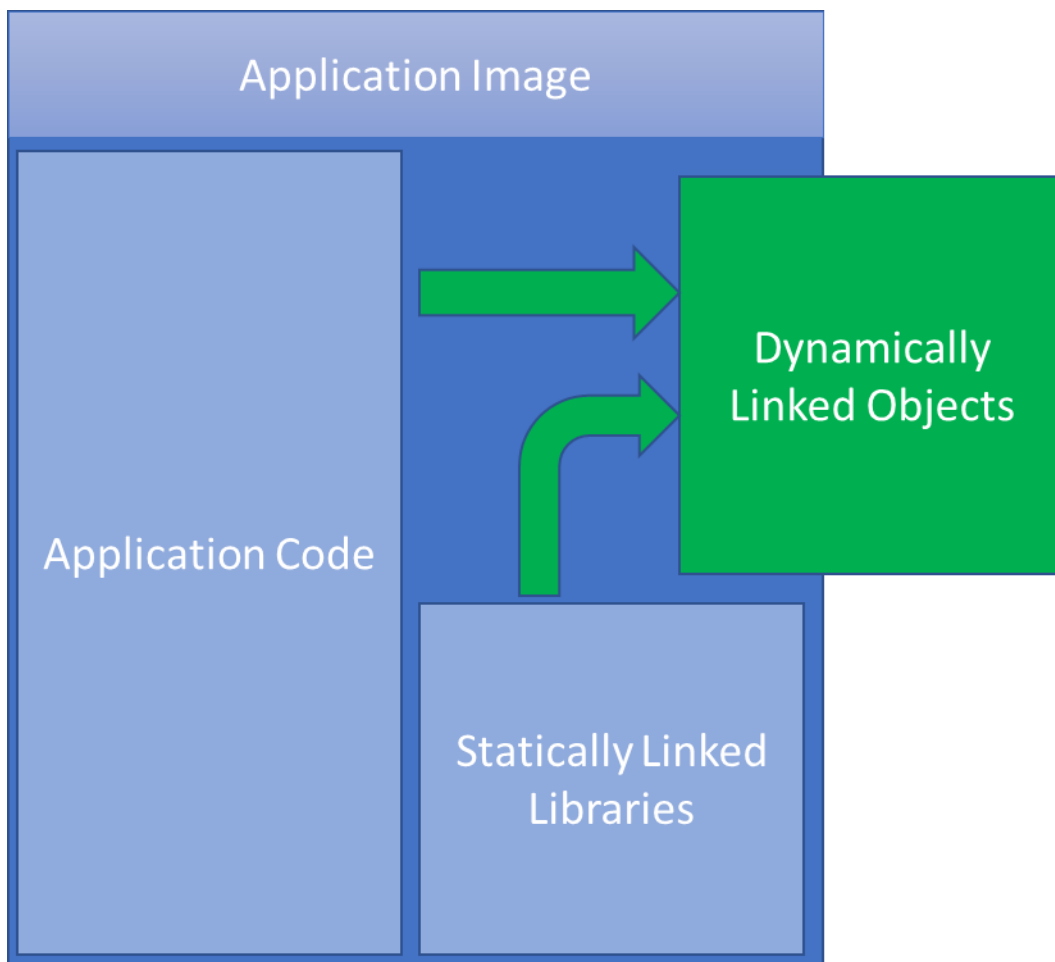 Application Image
Dynamically
Linked Objects
Application Code
Statically Linked
Libraries